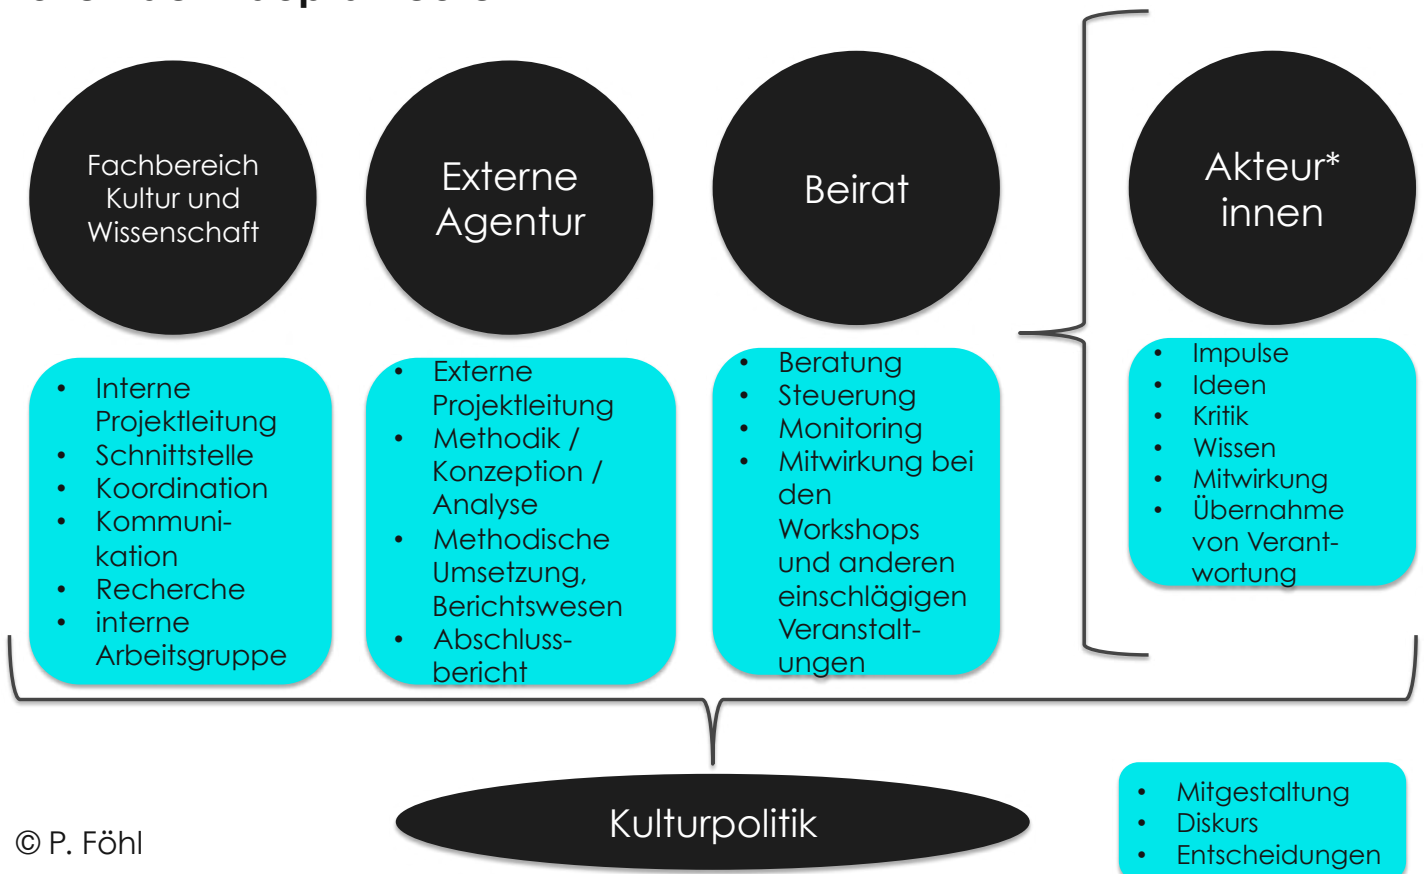 Fachbereich
Kultur und
Wissenschaft
Externe
Agentur
Beirat
Akteur*
innen
• Interne
Projektleitung
• Schnittstelle
• Koordination
• Kommuni-
kation
• Recherche
• interne
Arbeitsgruppe
• Externe
Projektleitung
• Methodik /
Konzeption /
Analyse
• Methodische
Umsetzung,
Berichtswesen
• Abschluss-
bericht
• Beratung
• Steuerung
• Monitoring
• Mitwirkung bei
den
Workshops
und anderen
einschlägigen
Veranstalt-
ungen
• Impulse
• Ideen
• Kritik
• Wissen
• Mitwirkung
• Übernahme
von Verant-
wortung
Kulturpolitik
• Mitgestaltung
• Diskurs
• Entscheidungen
© P. Föhl